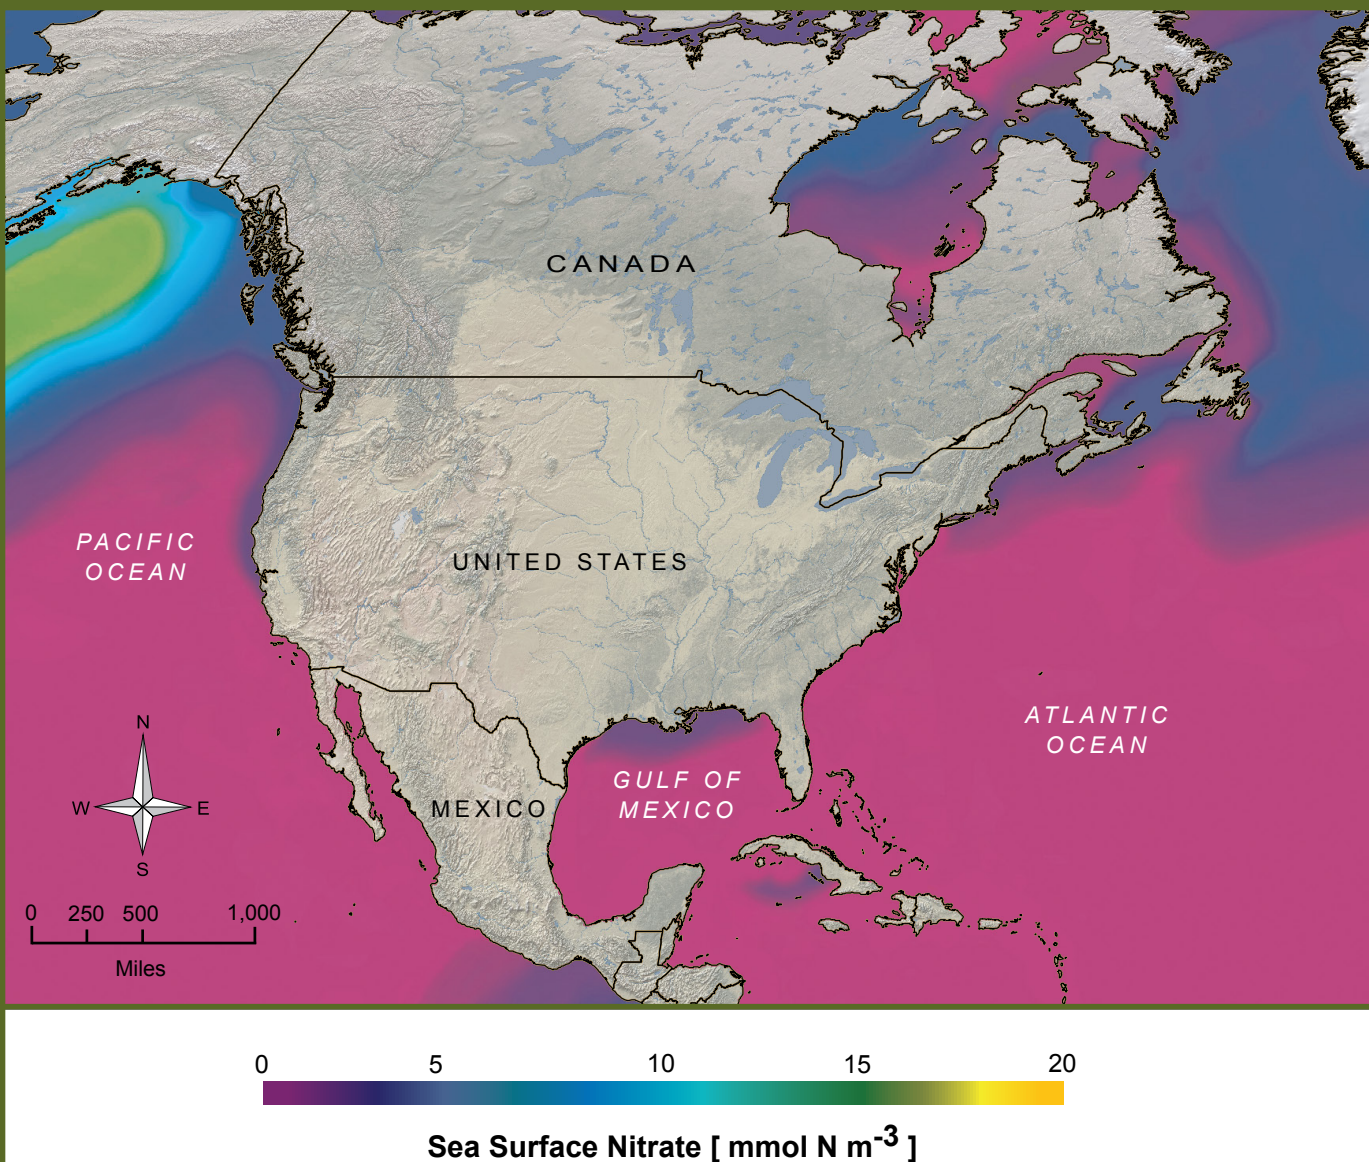 CANADA
PACIFIC
OCEAN
UNITED STATES
ATLANTIC
OCEAN
GULF OF
MEXICO
MEXICO
N
W
E
S
0 250 500 1,000
Miles
0 5 10 15 20
Sea Surface Nitrate [ mmol N m-3 ]